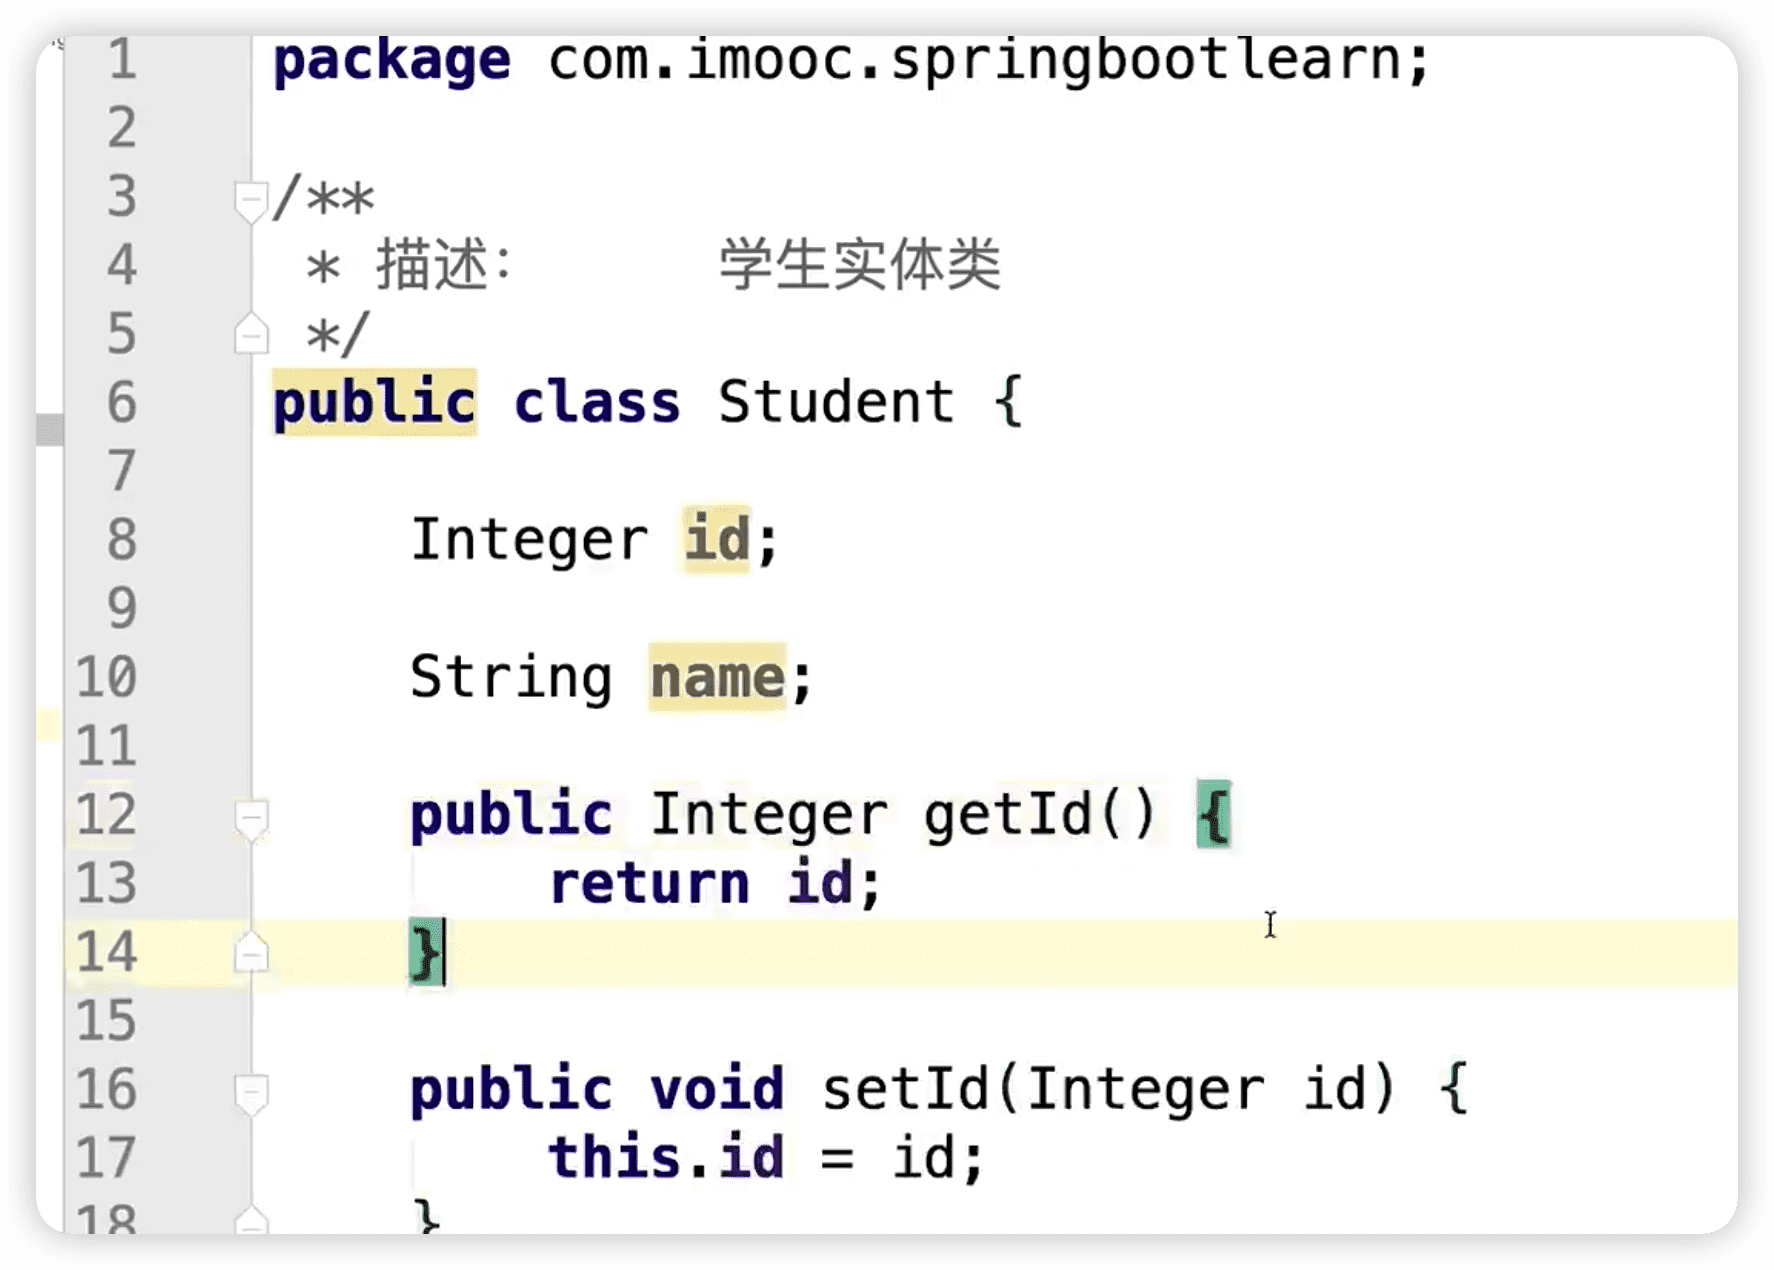 1 package com.imooc.springbootlearn;
2
3 /**
4 * 描述： 学生实体类
5 */
6 public class Student {
7
8 Integer id;
9
10 String name;
11
12 public Integer getId() {
13 return id;
14 }
15
16 public void setId(Integer id) {
17 this.id = id;
18 }